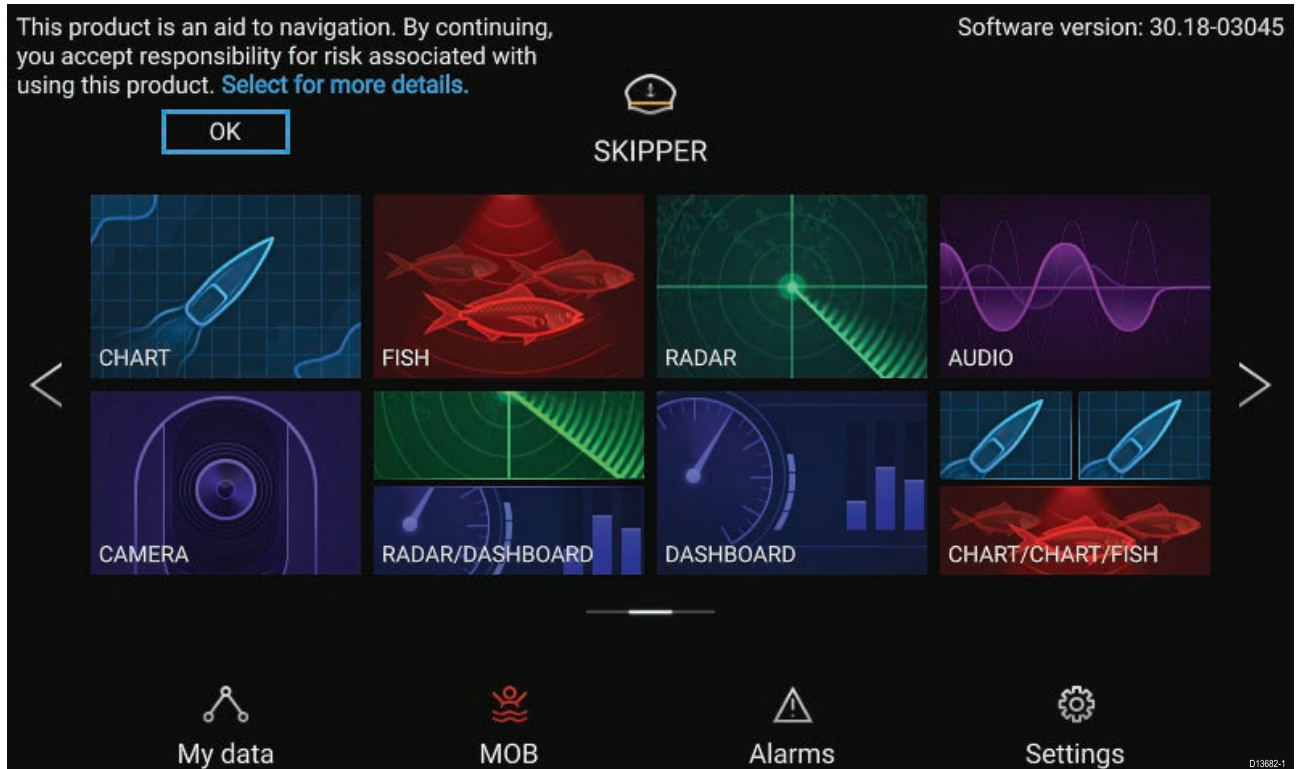 This product is an aid to navigation. By continuing,
you accept responsibility for risk associated with
using this product. Select for more details.
OK
Software version: 30.18-03045
SKIPPER
CHART
FISH
RADAR
AUDIO
CAMERA
RADAR/DASHBOARD
DASHBOARD
CHART/CHART/FISH
My data
MOB
Alarms
Settings
D13682-1